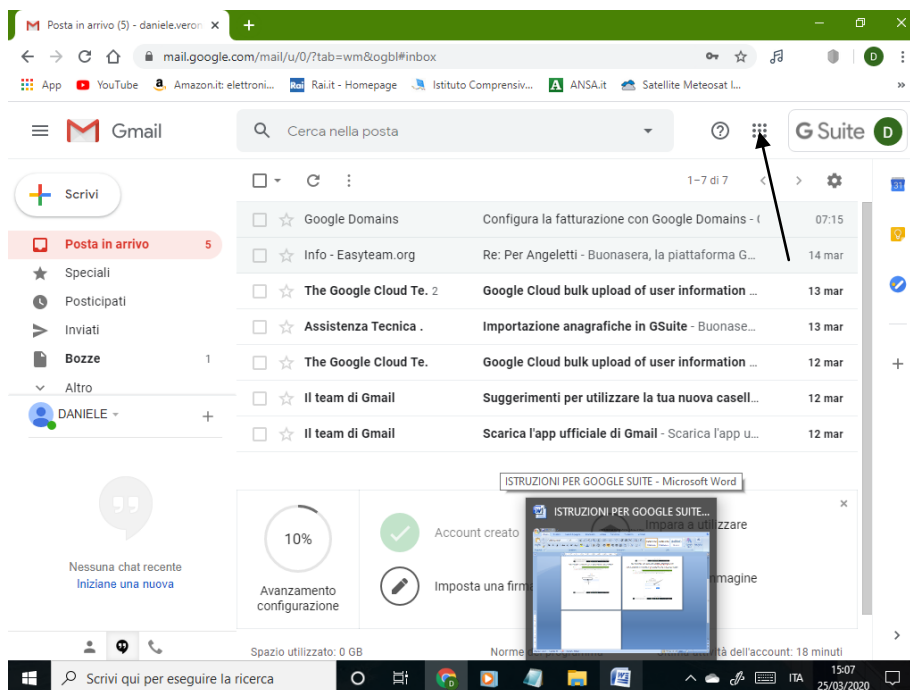 Posta in arrivo (5) - daniele.veron
mail.google.com/mail/u/0/?tab=wm&ogbl#inbox
D
App YouTube Amazon.it: elettroni... Rai Rai.it - Homepage Istituto Comprensiv... A ANSA.it Satellite Meteosat I... »
Gmail
Cerca nella posta
G Suite D
Scrivi
1–7 di 7
31
Google Domains Configura la fatturazione con Google Domains - ( 07:15
Posta in arrivo 5
Info - Easyteam.org Re: Per Angeletti - Buonasera, la piattaforma G... 14 mar
Speciali
The Google Cloud Te. 2 Google Cloud bulk upload of user information ... 13 mar
Posticipati
Inviati
Assistenza Tecnica . Importazione anagrafiche in GSuite - Buonase... 13 mar
Bozze 1
The Google Cloud Te. Google Cloud bulk upload of user information ... 12 mar
Altro
Il team di Gmail Suggerimenti per utilizzare la tua nuova casell... 12 mar
DANIELE
Il team di Gmail Scarica l'app ufficiale di Gmail - Scarica l'app u... 12 mar
ISTRUZIONI PER GOOGLE SUITE - Microsoft Word
ISTRUZIONI PER GOOGLE SUITE...
10%
Avanzamento
configurazione
Account creato
Impara a utilizzare
Imposta una firm
mmagine
Nessuna chat recente
Iniziane una nuova
Spazio utilizzato: 0 GB Norme del programma attività dell'account: 18 minuti
Scrivi qui per eseguire la ricerca
ITA
15:07
25/03/2020